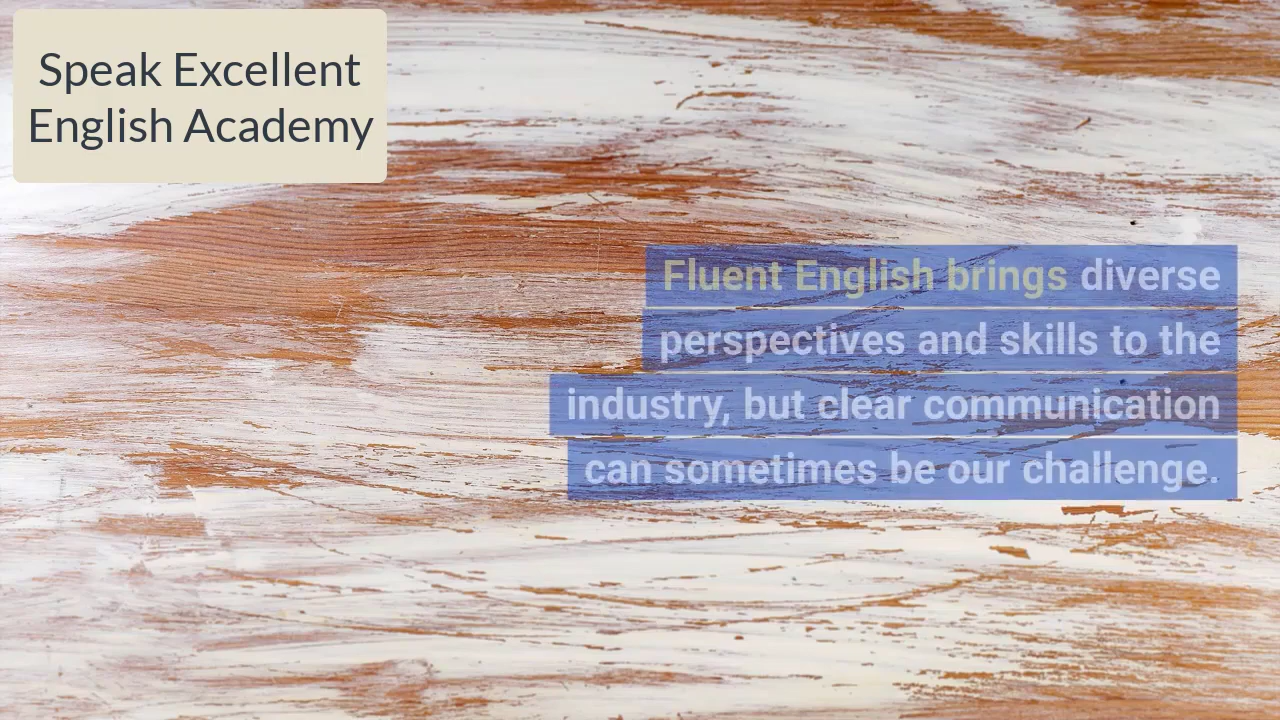 Speak Excellent
English Academy
Fluent English brings diverse
perspectives and skills to the
industry, but clear communication
can sometimes be our challenge.